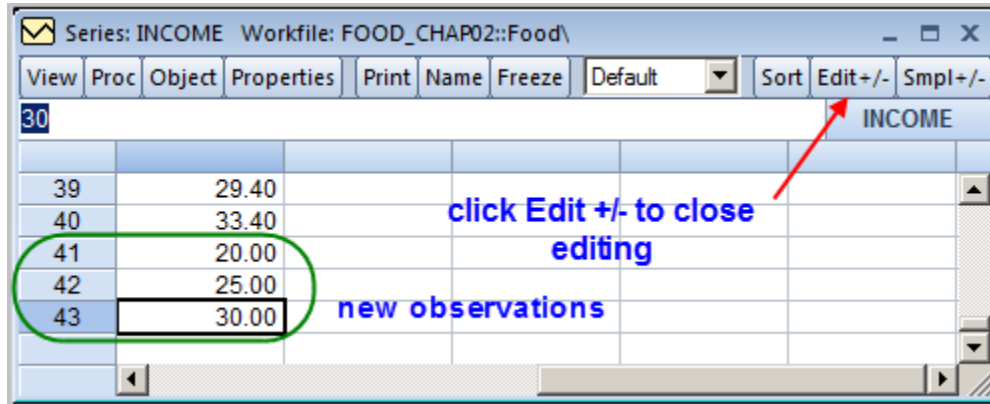 Series: INCOME Workfile: FOOD_CHAP02::Food\
View Proc Object Properties Print Name Freeze Default Sort Edit+/- Smpl+/-
30 INCOME
39 29.40
40 33.40
41 20.00
42 25.00
43 30.00
click Edit +/- to close
editing
new observations